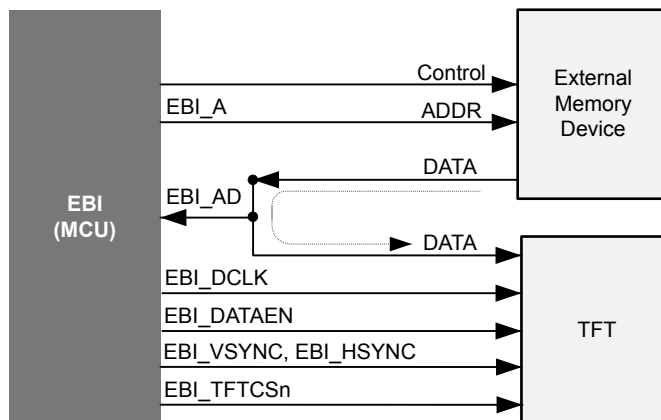 Control
External
Memory
Device
EBI_A
ADDR
DATA
EBI_AD
EBI
(MCU)
DATA
EBI_DCLK
EBI_DATAEN
TFT
EBI_VSYNC, EBI_HSYNC
EBI_TFTCSn